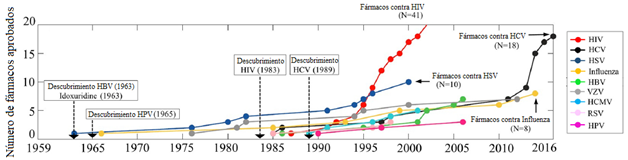 Número de fármacos aprobados
20
10
0
1959
1965
1970
1975
1980
1985
1990
1995
2000
2005
2010
2016
Descubrimiento HBV (1963)
Idoxuridine (1963)
Descubrimiento HPV (1965)
Descubrimiento
HIV (1983)
Descubrimiento
HCV (1989)
Fármacos contra HIV
(N=41)
Fármacos contra HSV
(N=10)
Fármacos contra HCV
(N=18)
Fármacos contra Influenza
(N=8)
HIV
HCV
HSV
Influenza
HBV
VZV
HCMV
RSV
HPV